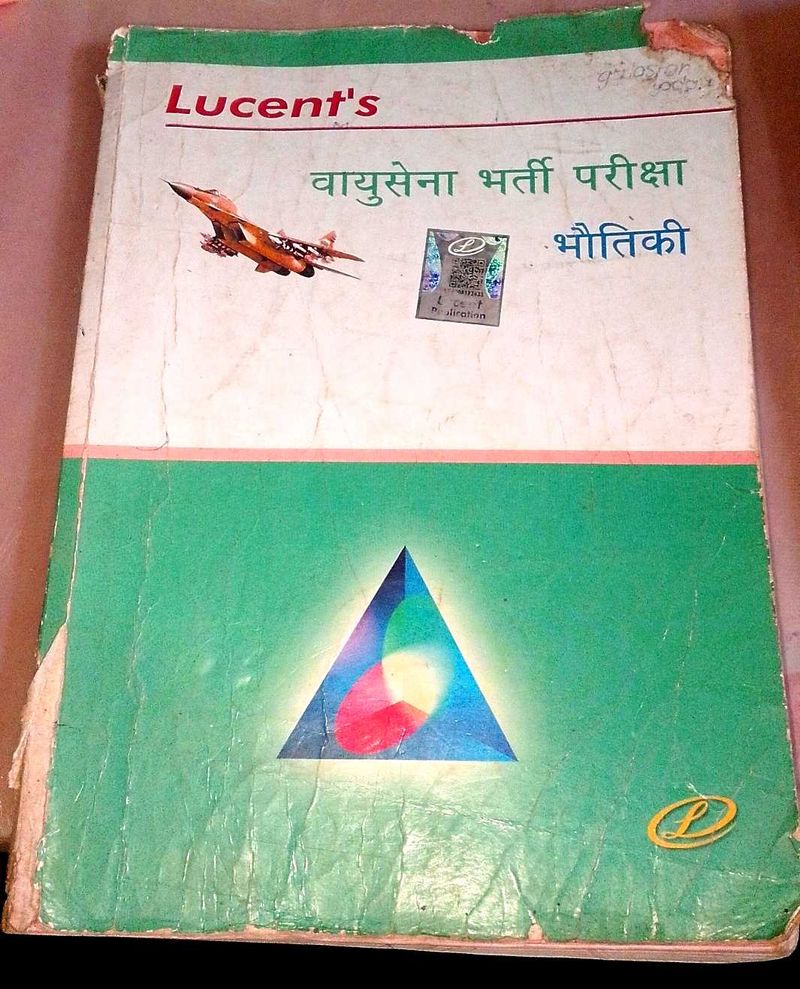 Lucent's
वायुसेना भर्ती परीक्षा
भौतिकी
Lucent
Publication